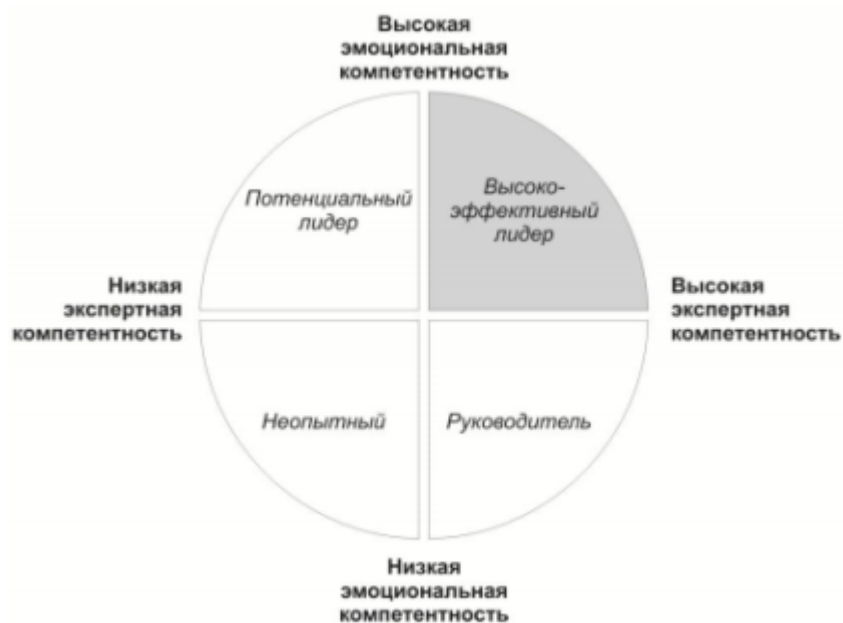 Высокая
эмоциональная
компетентность
Потенциальный
лидер
Высоко-
эффективный
лидер
Низкая
экспертная
компетентность
Высокая
экспертная
компетентность
Неопытный
Руководитель
Низкая
эмоциональная
компетентность